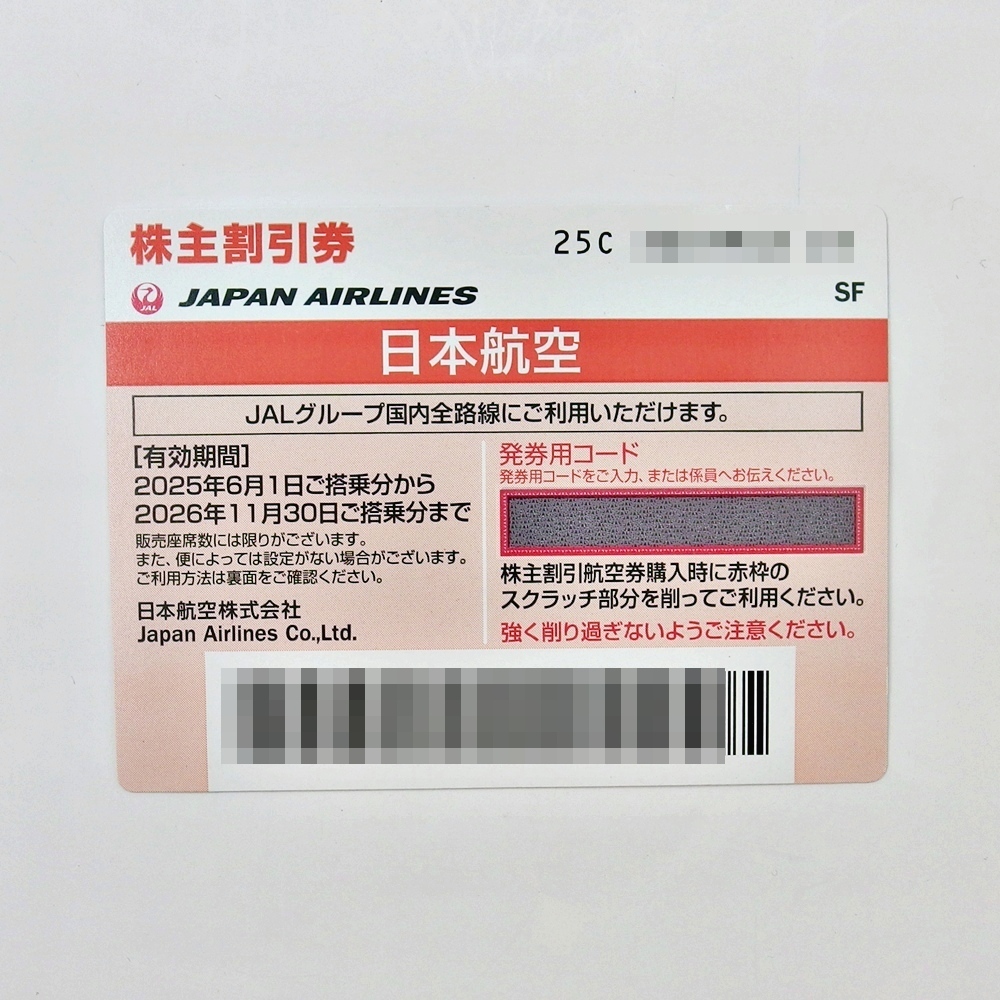 株主割引券
25C
JAL
JAPAN AIRLINES
SF
日本航空
JALグループ国内全路線にご利用いただけます。
[有効期間]
2025年6月1日ご搭乗分から
2026年11月30日ご搭乗分まで
販売座席数には限りがございます。
また、便によっては設定がない場合がございます。
ご利用方法は裏面をご確認ください。
日本航空株式会社
Japan Airlines Co.,Ltd.
発券用コード
発券用コードをご入力、または係員へお伝えください。
株主割引航空券購入時に赤枠の
スクラッチ部分を削ってご利用ください。
強く削り過ぎないようご注意ください。